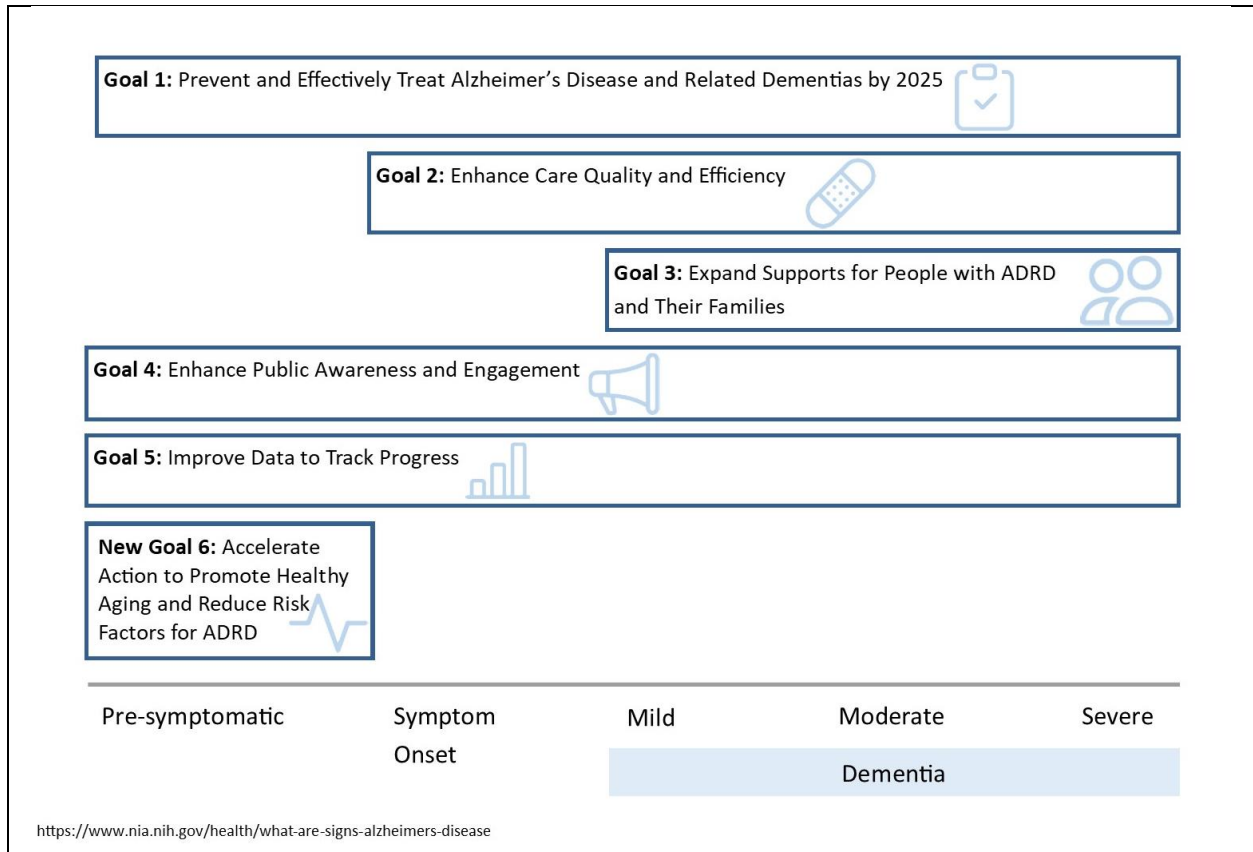 Goal 1: Prevent and Effectively Treat Alzheimer’s Disease and Related Dementias by 2025
Goal 2: Enhance Care Quality and Efficiency
Goal 3: Expand Supports for People with ADRD
and Their Families
Goal 4: Enhance Public Awareness and Engagement
Goal 5: Improve Data to Track Progress
New Goal 6: Accelerate
Action to Promote Healthy
Aging and Reduce Risk
Factors for ADRD
Pre-symptomatic
Symptom
Onset
Mild
Moderate
Severe
Dementia
https://www.nia.nih.gov/health/what-are-signs-alzheimers-disease